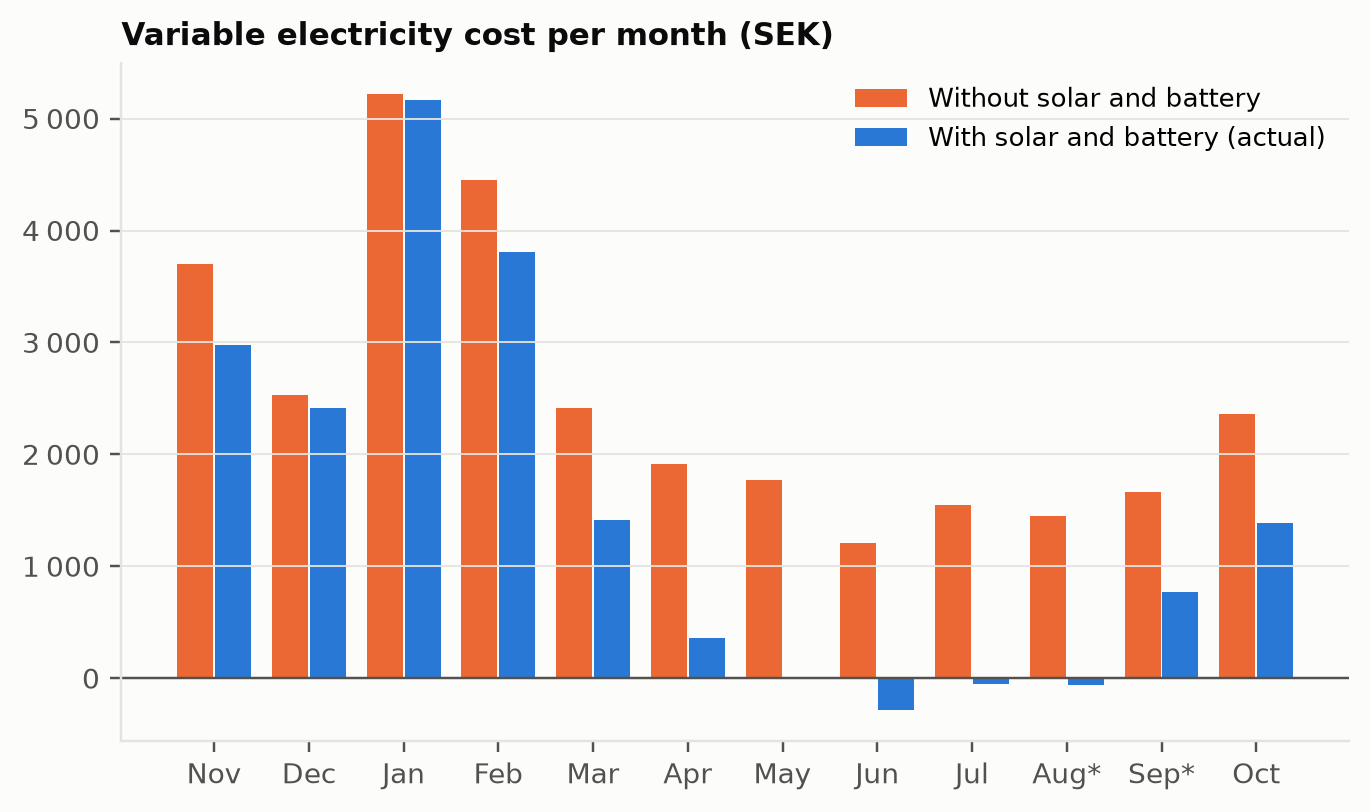 Variable electricity cost per month (SEK)
Without solar and battery
With solar and battery (actual)
5 000
4 000
3 000
2 000
1 000
0
Nov Dec Jan Feb Mar Apr May Jun Jul Aug* Sep* Oct